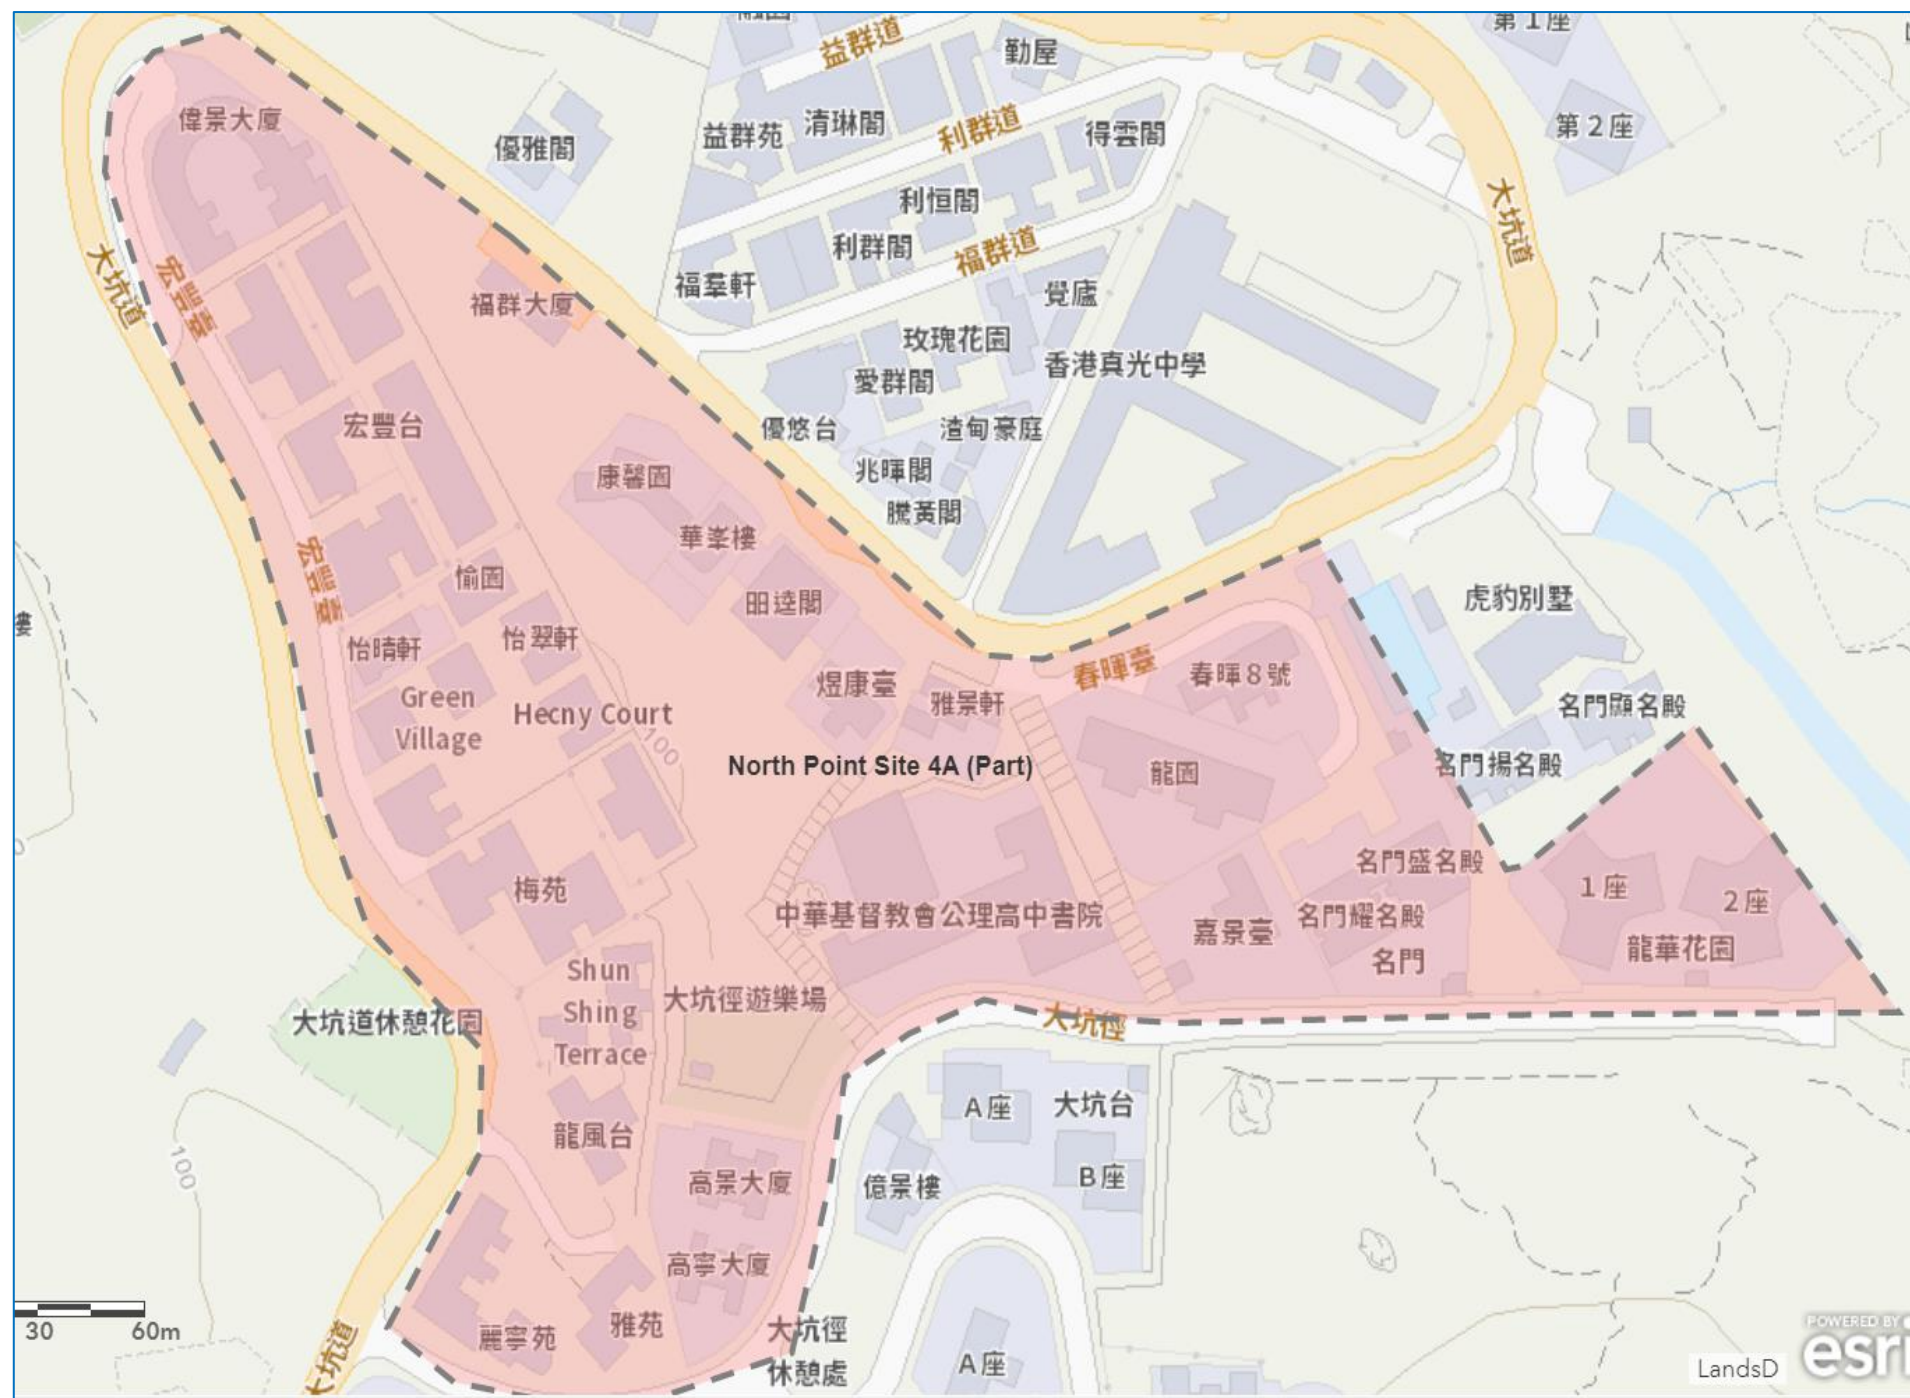 第1座
益群道
勤屋
偉景大廈
優雅閣
益群苑
清琳閣
利群道
得雲閣
第2座
利恒閣
大坑道
利群閣
福群道
大坑道
宏豐臺
福群大廈
福羣軒
覺廬
玫瑰花園
香港真光中學
愛群閣
宏豐台
優悠台
渣甸豪庭
康馨園
兆暉閣
騰黃閣
華峯樓
宏豐臺
愉園
昍逵閣
虎豹別墅
樓
怡晴軒
怡翠軒
煜康臺
春暉臺
春暉8號
雅景軒
Green
Village
Hecny Court
名門顯名殿
100
North Point Site 4A (Part)
龍園
名門揚名殿
名門盛名殿
梅苑
1座
2座
中華基督教會公理高中書院
名門耀名殿
嘉景臺
名門
龍華花園
Shun
Shing
Terrace
大坑徑遊樂場
大坑道休憩花園
大坑徑
A座
大坑台
龍風台
100
高景大廈
億景樓
B座
高寧大廈
30
60m
大坑道
麗寧苑
雅苑
大坑徑
休憩處
A座
LandsD
POWERED BY
esri